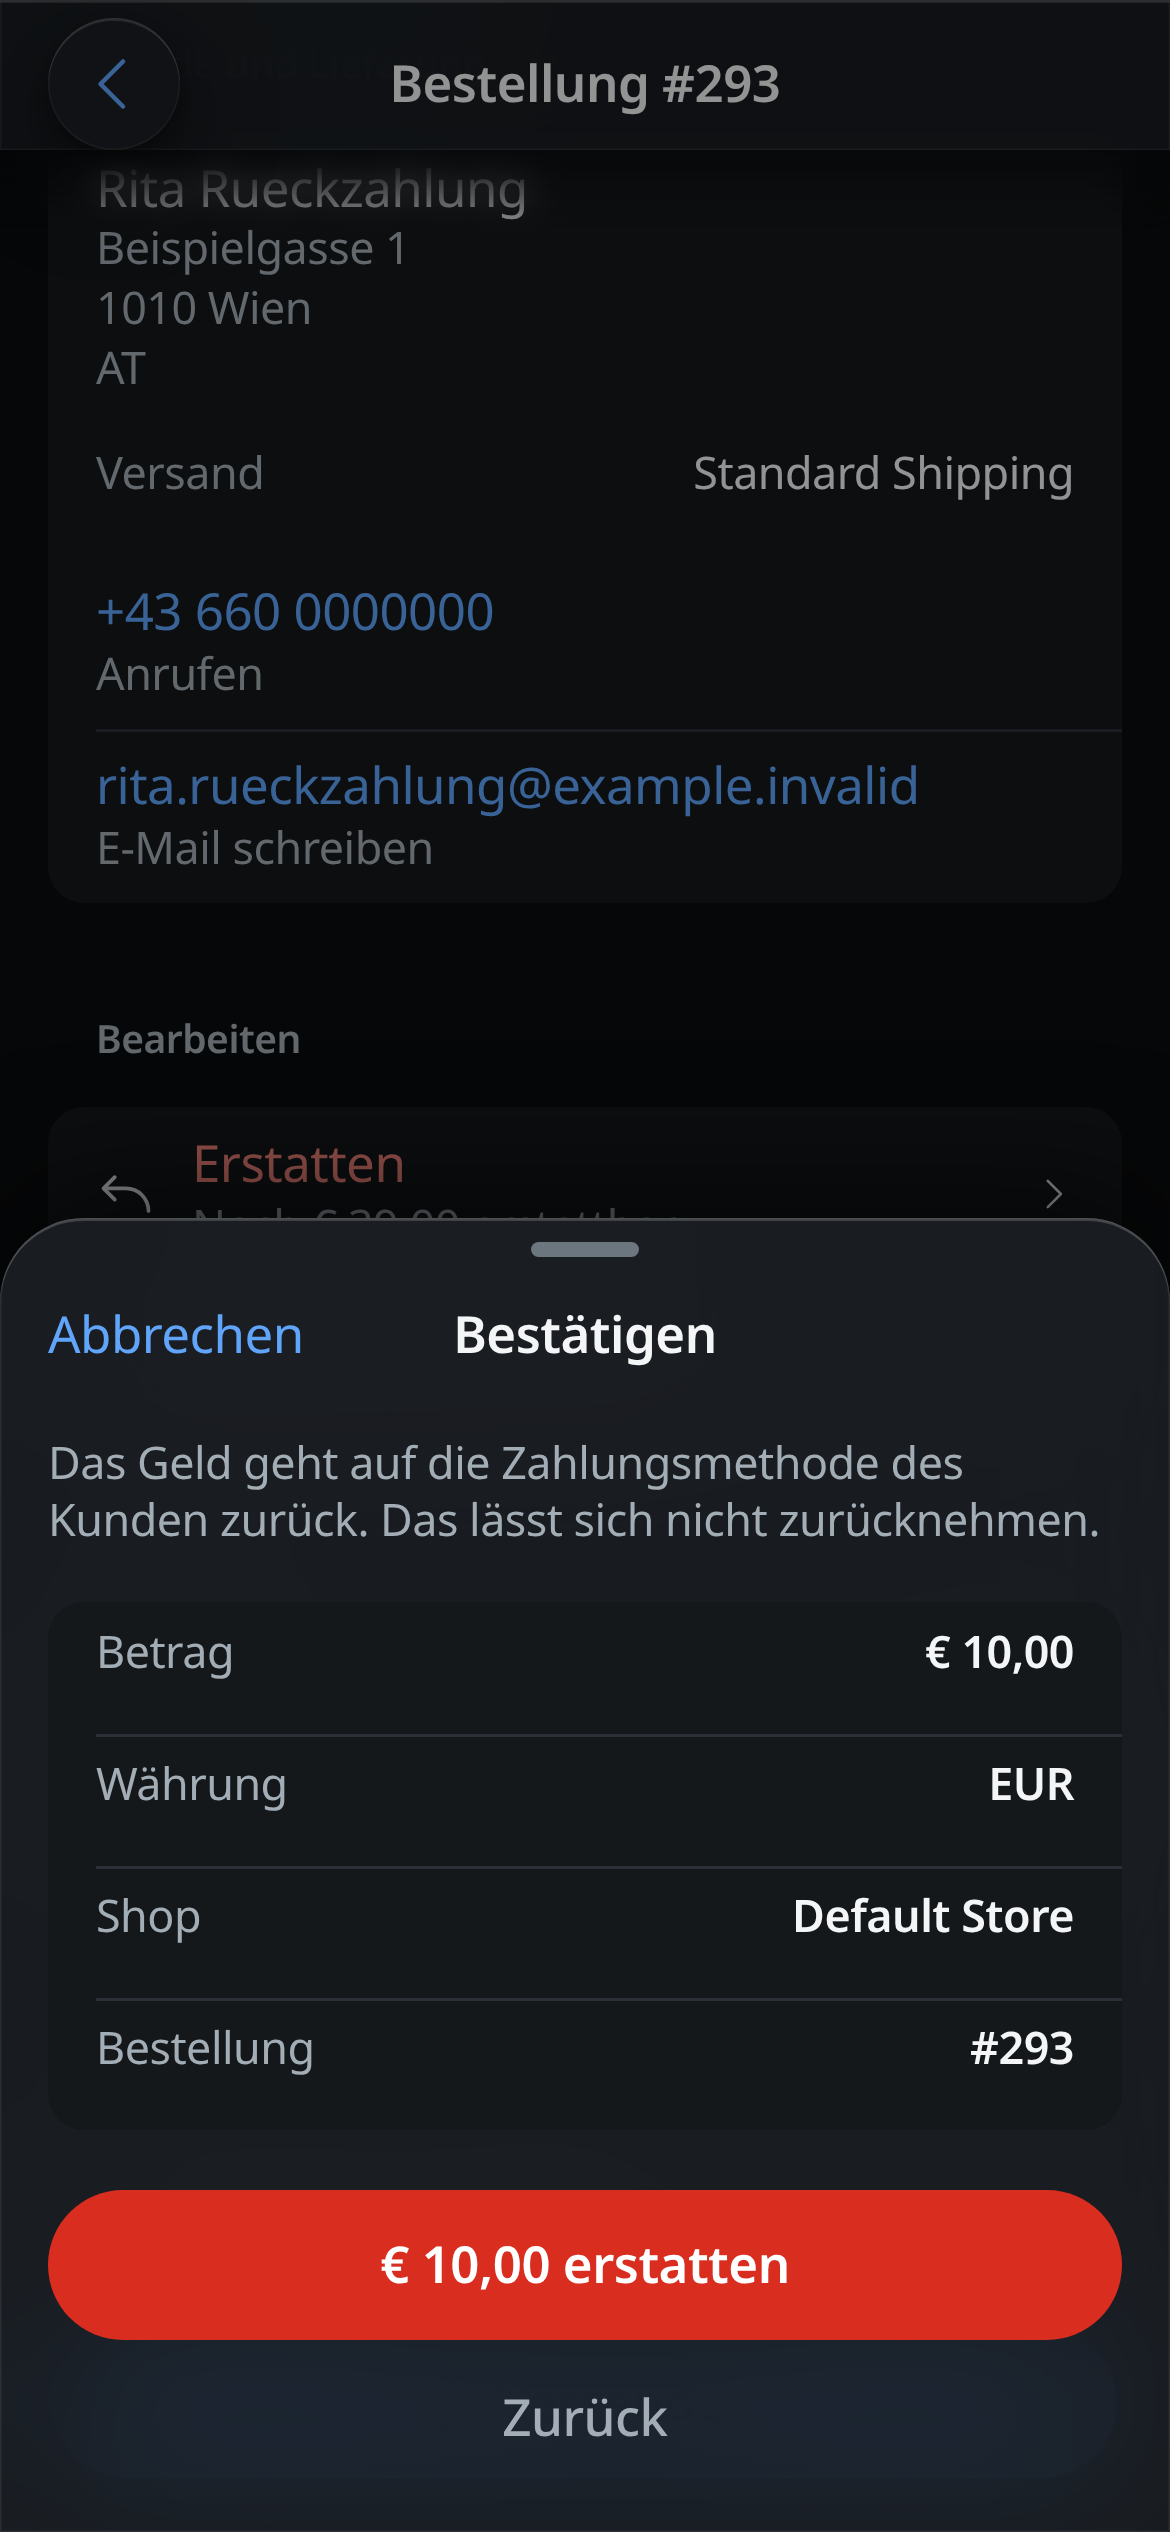 Bestellung #293
Rita Rueckzahlung
Beispielgasse 1
1010 Wien
AT
Versand
Standard Shipping
+43 660 0000000
Anrufen
rita.rueckzahlung@example.invalid
E-Mail schreiben
Bearbeiten
Erstatten
Abbrechen
Bestätigen
Das Geld geht auf die Zahlungsmethode des
Kunden zurück. Das lässt sich nicht zurücknehmen.
Betrag
€ 10,00
Währung
EUR
Shop
Default Store
Bestellung
#293
€ 10,00 erstatten
Zurück